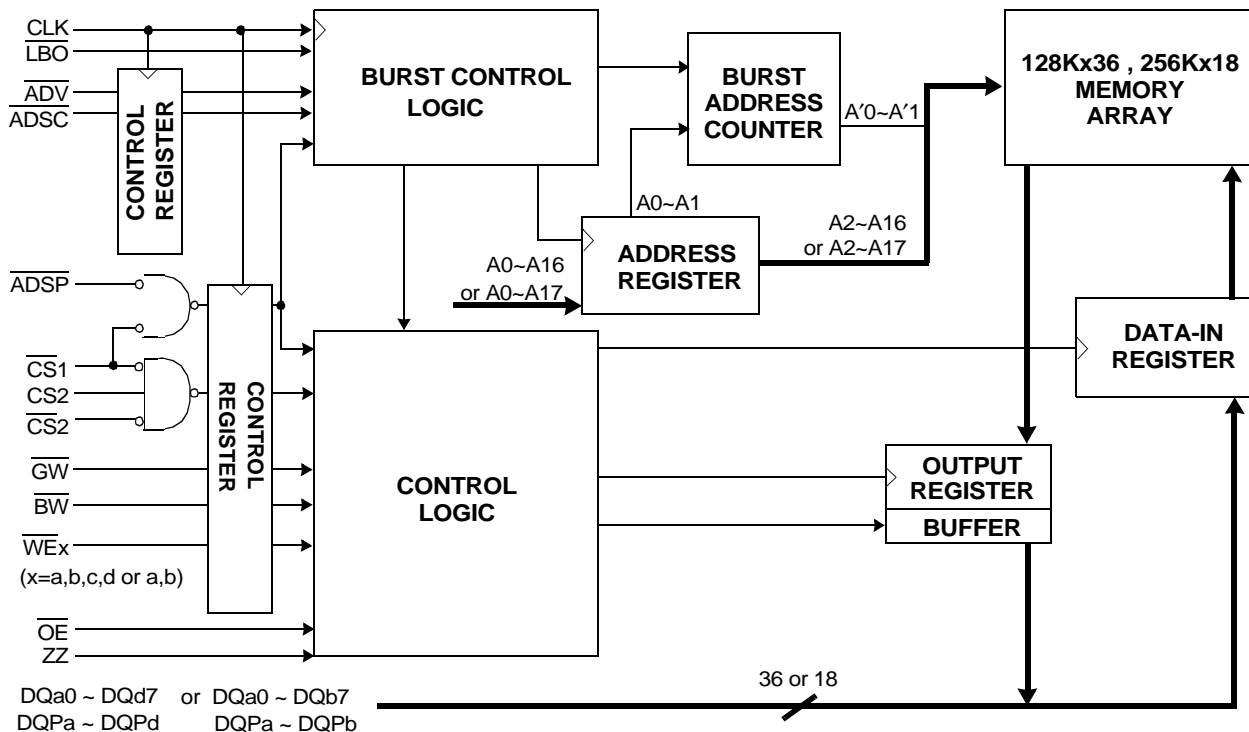 CLK
LBO
ADV
ADSC
CONTROL
REGISTER
BURST CONTROL
LOGIC
BURST
ADDRESS
COUNTER
A′0~A′1
128Kx36 , 256Kx18
MEMORY
ARRAY
A0~A1
ADDRESS
REGISTER
A0~A16
or A0~A17
A2~A16
or A2~A17
ADSP
CS1
CS2
CS2
CONTROL
REGISTER
GW
BW
WEx
(x=a,b,c,d or a,b)
OE
ZZ
CONTROL
LOGIC
DATA-IN
REGISTER
OUTPUT
REGISTER
BUFFER
DQa0 ~ DQd7 or DQa0 ~ DQb7
DQPa ~ DQPd DQPa ~ DQPb
36 or 18